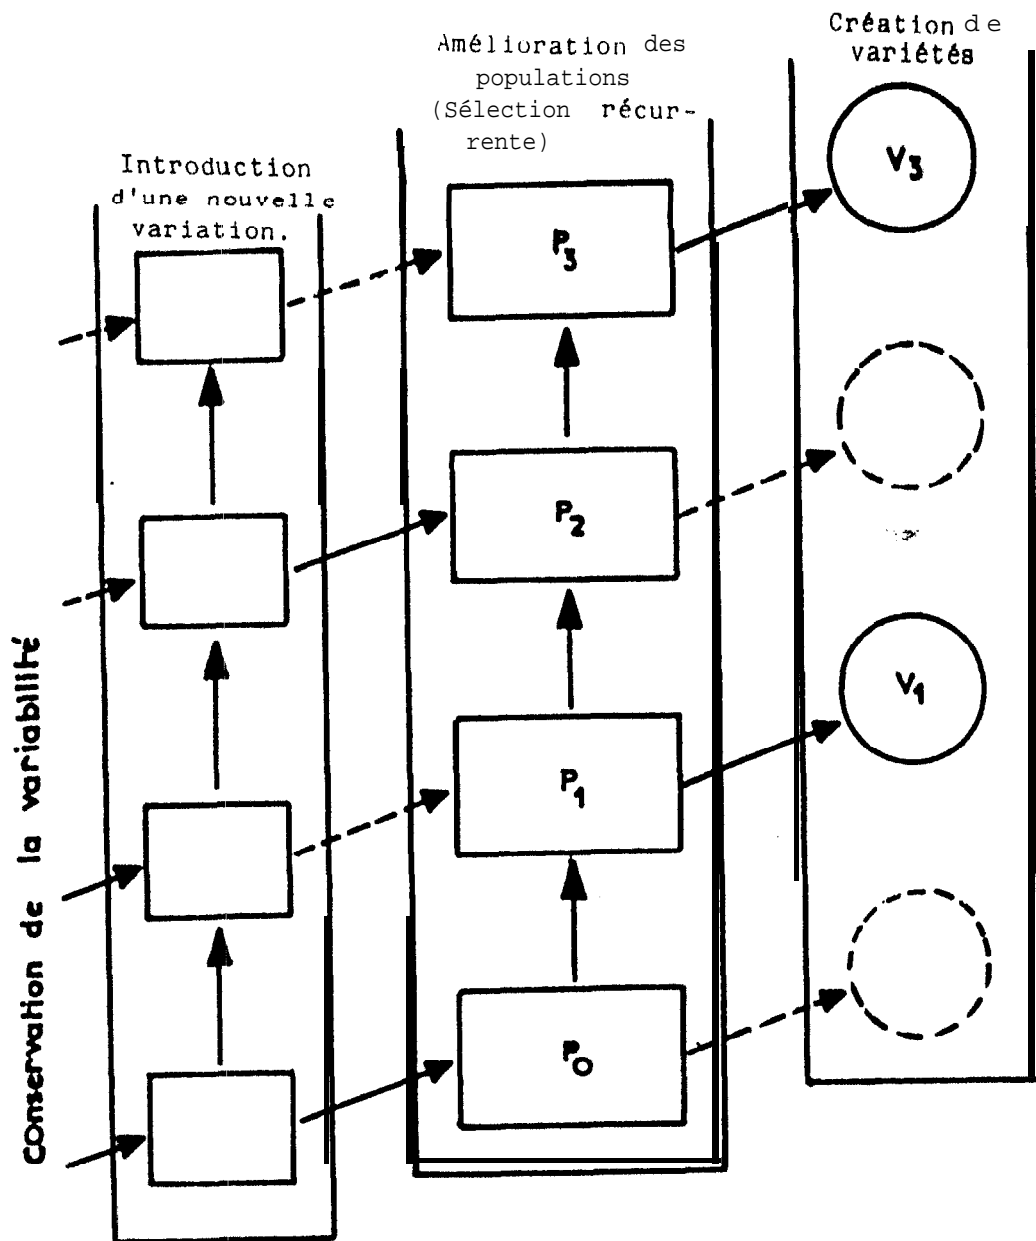 Création de
variétés
Amélioration des
populations
(Sélection récur-
rente)
Introduction
d'une nouvelle
variation.
V3
P3
P2
V1
P1
P0
Conservation de la variabilité